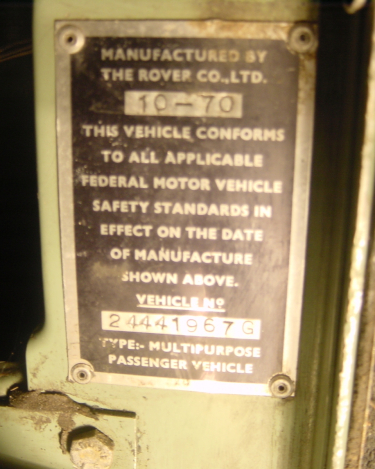 MANUFACTURED BY
THE ROVER CO.,LTD.
10-70
THIS VEHICLE CONFORMS
TO ALL APPLICABLE
FEDERAL MOTOR VEHICLE
SAFETY STANDARDS IN
EFFECT ON THE DATE
OF MANUFACTURE
SHOWN ABOVE.
VEHICLE Nº
24441967G
TYPE:- MULTIPURPOSE
PASSENGER VEHICLE